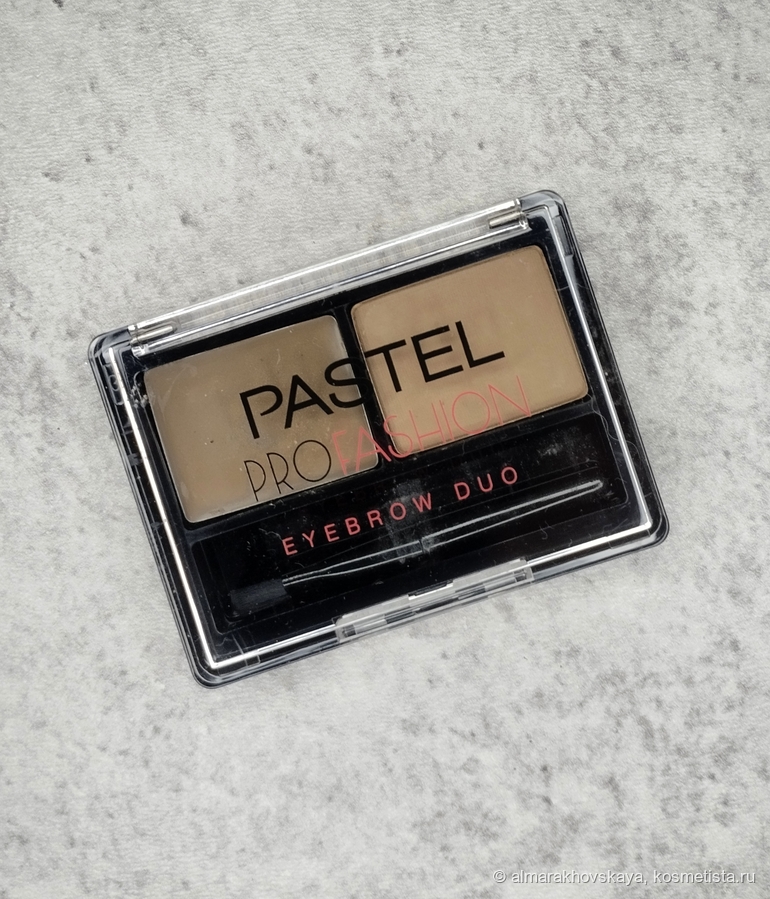 PASTEL
PROFASHION
EYEBROW DUO
© almarakhovskaya, kosmetista.ru